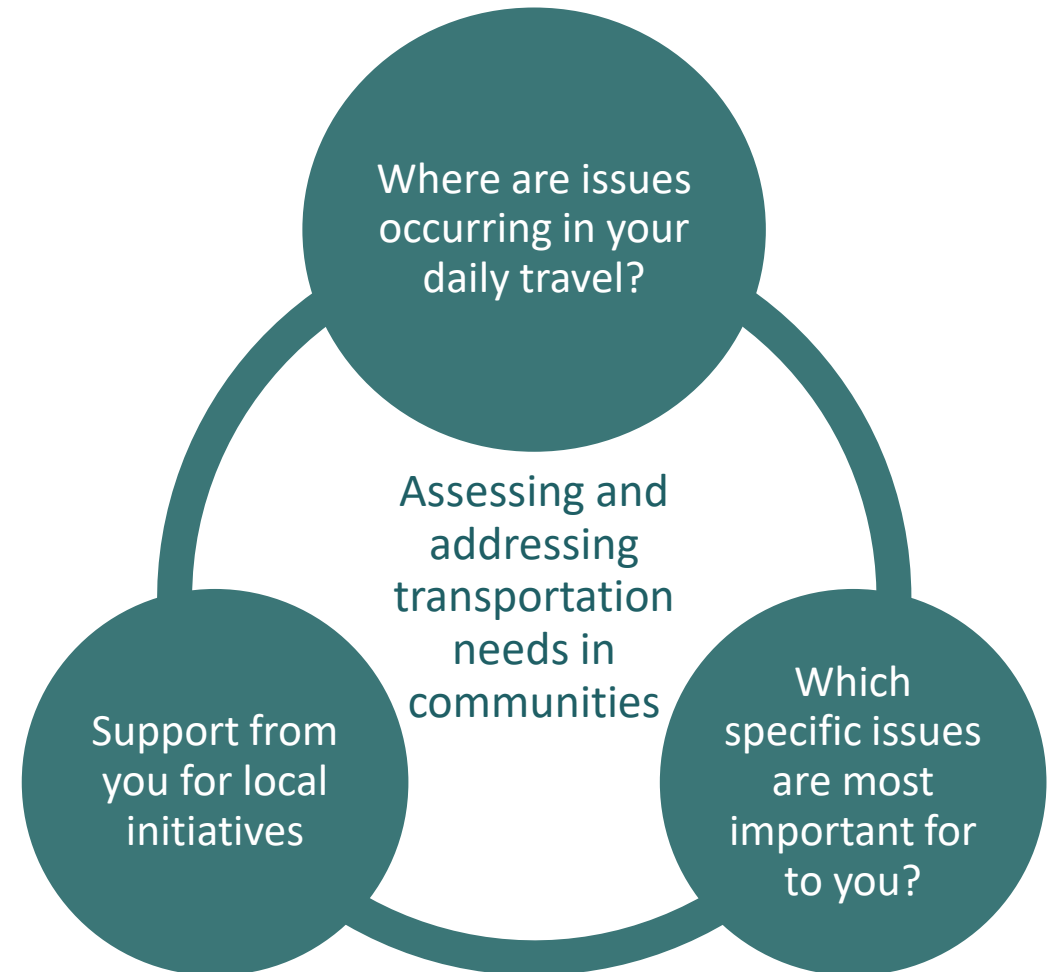 Where are issues
occurring in your
daily travel?
Assessing and
addressing
transportation
needs in
communities
Support from
you for local
initiatives
Which
specific issues
are most
important for
to you?